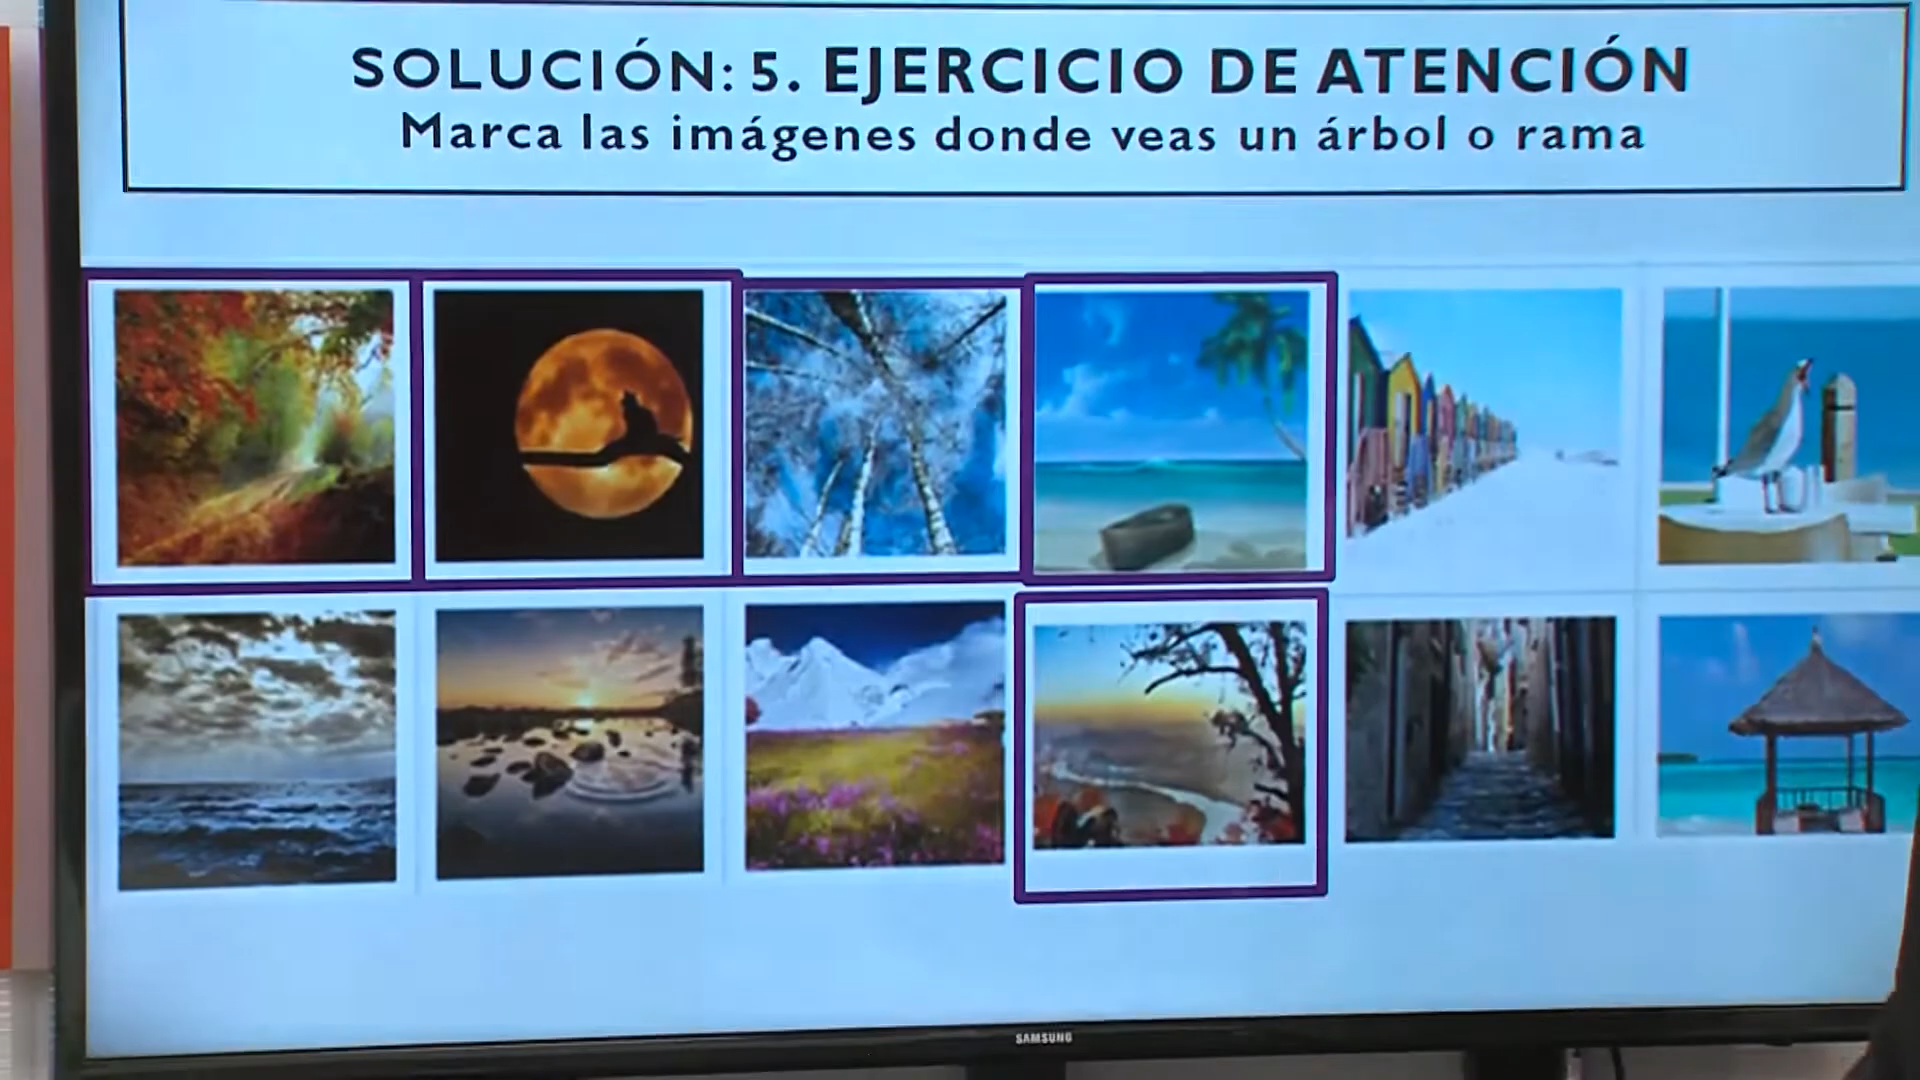 SOLUCIÓN: 5. EJERCICIO DE ATENCIÓN
Marca las imágenes donde veas un árbol o rama
SAMSUNG